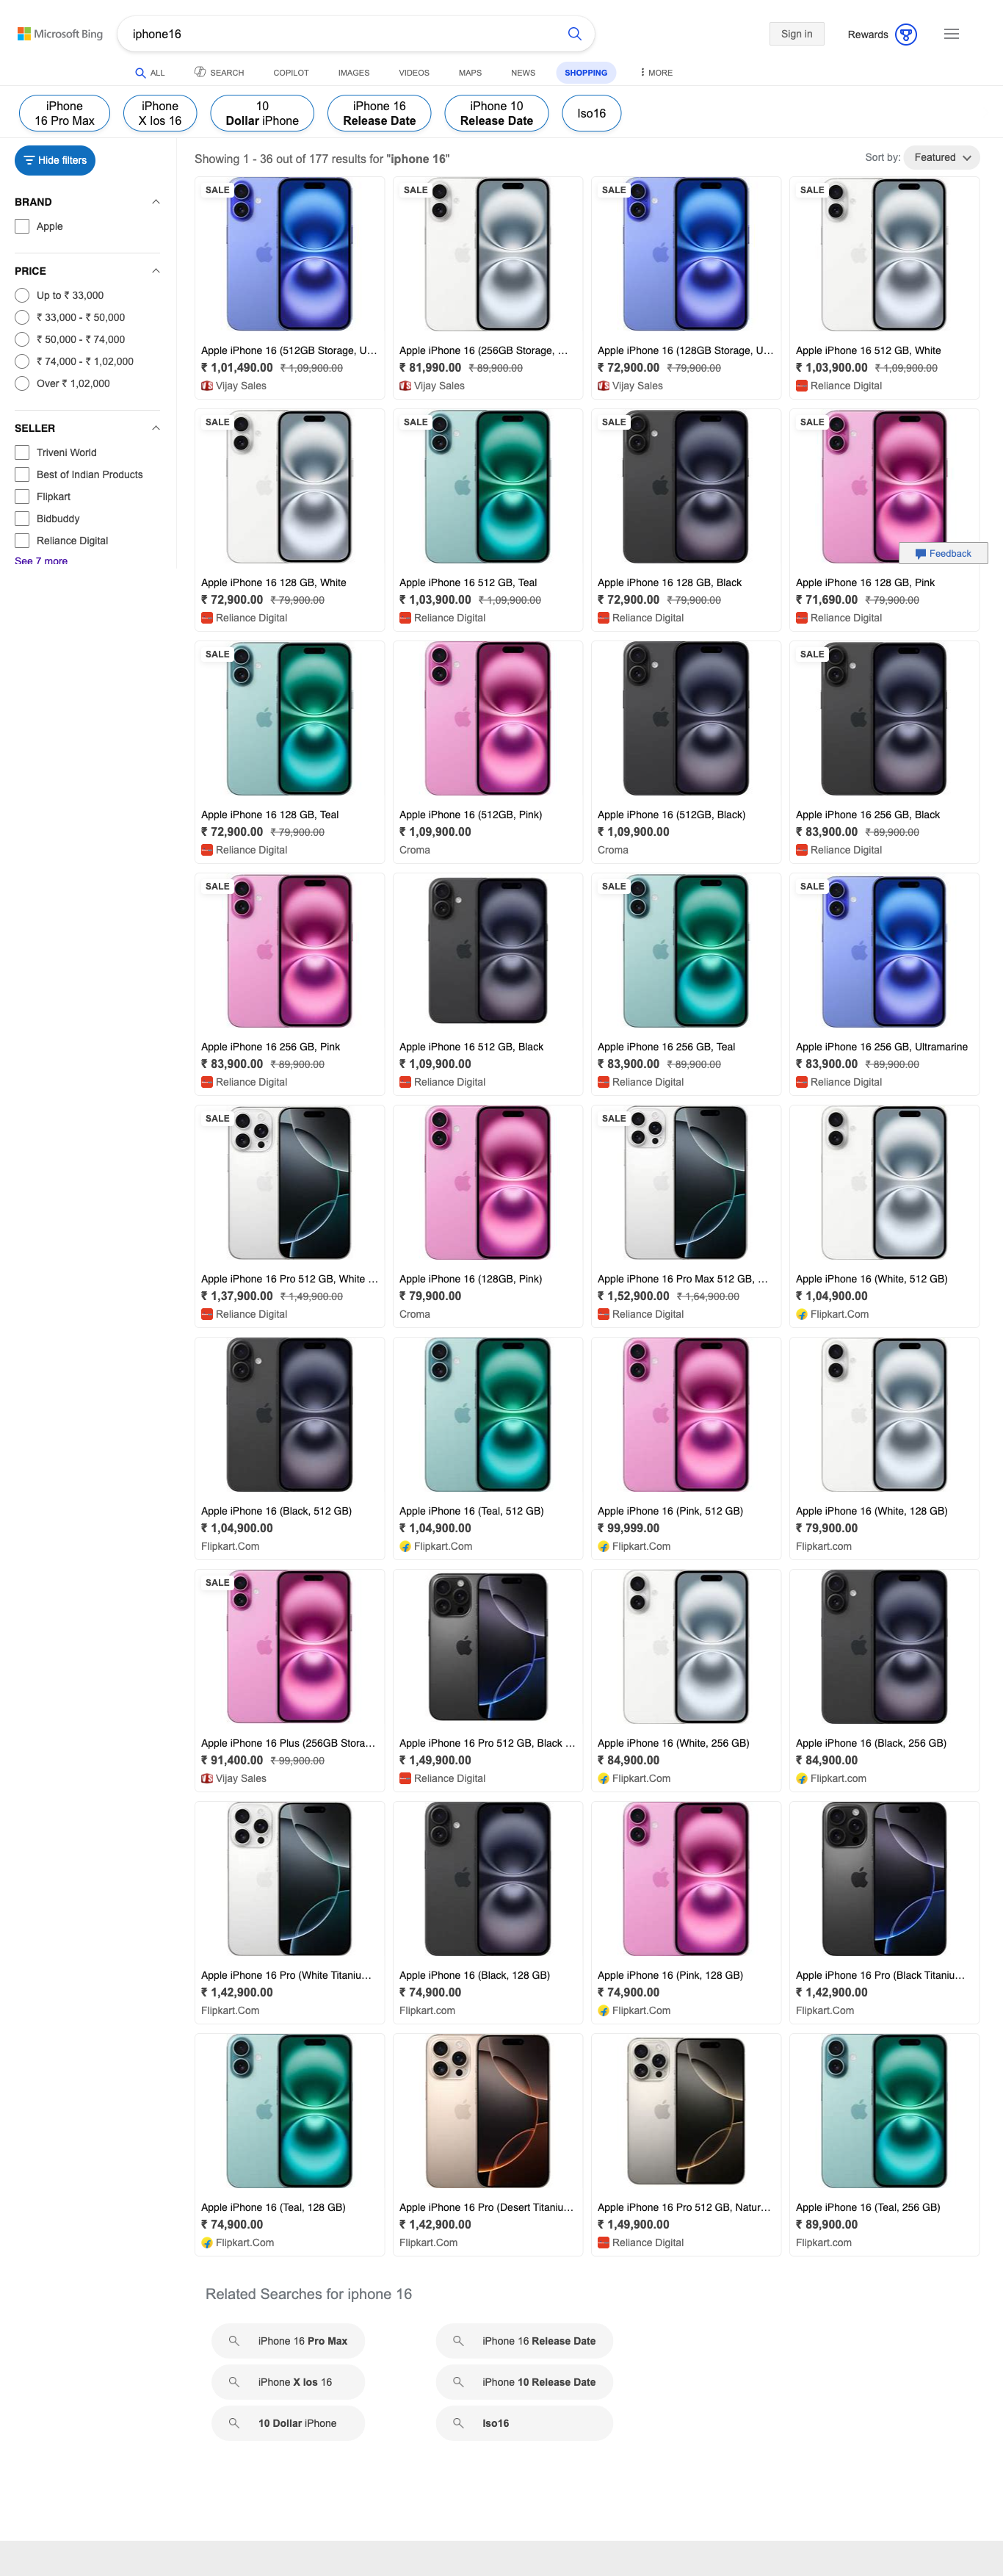 Microsoft Bing
iphone16
Sign in
Rewards
ALL
SEARCH
COPILOT
IMAGES
VIDEOS
MAPS
NEWS
SHOPPING
MORE
iPhone
16 Pro Max
iPhone
X Ios 16
10
Dollar iPhone
iPhone 16
Release Date
iPhone 10
Release Date
Iso16
Hide filters
BRAND
Apple
PRICE
Up to ₹ 33,000
₹ 33,000 - ₹ 50,000
₹ 50,000 - ₹ 74,000
₹ 74,000 - ₹ 1,02,000
Over ₹ 1,02,000
SELLER
Triveni World
Best of Indian Products
Flipkart
Bidbuddy
Reliance Digital
See 7 more
Showing 1 - 36 out of 177 results for "iphone 16"
Sort by: Featured
SALE
Apple iPhone 16 (512GB Storage, U...
₹ 1,01,490.00 ₹ 1,09,900.00
Vijay Sales
SALE
Apple iPhone 16 (256GB Storage, ...
₹ 81,990.00 ₹ 89,900.00
Vijay Sales
SALE
Apple iPhone 16 (128GB Storage, U...
₹ 72,900.00 ₹ 79,900.00
Vijay Sales
SALE
Apple iPhone 16 512 GB, White
₹ 1,03,900.00 ₹ 1,09,900.00
Reliance Digital
SALE
Apple iPhone 16 128 GB, White
₹ 72,900.00 ₹ 79,900.00
Reliance Digital
SALE
Apple iPhone 16 512 GB, Teal
₹ 1,03,900.00 ₹ 1,09,900.00
Reliance Digital
SALE
Apple iPhone 16 128 GB, Black
₹ 72,900.00 ₹ 79,900.00
Reliance Digital
SALE
Feedback
Apple iPhone 16 128 GB, Pink
₹ 71,690.00 ₹ 79,900.00
Reliance Digital
SALE
Apple iPhone 16 128 GB, Teal
₹ 72,900.00 ₹ 79,900.00
Reliance Digital
Apple iPhone 16 (512GB, Pink)
₹ 1,09,900.00
Croma
Apple iPhone 16 (512GB, Black)
₹ 1,09,900.00
Croma
SALE
Apple iPhone 16 256 GB, Black
₹ 83,900.00 ₹ 89,900.00
Reliance Digital
SALE
Apple iPhone 16 256 GB, Pink
₹ 83,900.00 ₹ 89,900.00
Reliance Digital
Apple iPhone 16 512 GB, Black
₹ 1,09,900.00
Reliance Digital
SALE
Apple iPhone 16 256 GB, Teal
₹ 83,900.00 ₹ 89,900.00
Reliance Digital
SALE
Apple iPhone 16 256 GB, Ultramarine
₹ 83,900.00 ₹ 89,900.00
Reliance Digital
SALE
Apple iPhone 16 Pro 512 GB, White ...
₹ 1,37,900.00 ₹ 1,49,900.00
Reliance Digital
Apple iPhone 16 (128GB, Pink)
₹ 79,900.00
Croma
SALE
Apple iPhone 16 Pro Max 512 GB, ...
₹ 1,52,900.00 ₹ 1,64,900.00
Reliance Digital
Apple iPhone 16 (White, 512 GB)
₹ 1,04,900.00
Flipkart.Com
Apple iPhone 16 (Black, 512 GB)
₹ 1,04,900.00
Flipkart.Com
Apple iPhone 16 (Teal, 512 GB)
₹ 1,04,900.00
Flipkart.Com
Apple iPhone 16 (Pink, 512 GB)
₹ 99,999.00
Flipkart.Com
Apple iPhone 16 (White, 128 GB)
₹ 79,900.00
Flipkart.com
SALE
Apple iPhone 16 Plus (256GB Stora...
₹ 91,400.00 ₹ 99,900.00
Vijay Sales
Apple iPhone 16 Pro 512 GB, Black ...
₹ 1,49,900.00
Reliance Digital
Apple iPhone 16 (White, 256 GB)
₹ 84,900.00
Flipkart.Com
Apple iPhone 16 (Black, 256 GB)
₹ 84,900.00
Flipkart.com
Apple iPhone 16 Pro (White Titaniu...
₹ 1,42,900.00
Flipkart.Com
Apple iPhone 16 (Black, 128 GB)
₹ 74,900.00
Flipkart.com
Apple iPhone 16 (Pink, 128 GB)
₹ 74,900.00
Flipkart.Com
Apple iPhone 16 Pro (Black Titaniu...
₹ 1,42,900.00
Flipkart.Com
Apple iPhone 16 (Teal, 128 GB)
₹ 74,900.00
Flipkart.Com
Apple iPhone 16 Pro (Desert Titaniu...
₹ 1,42,900.00
Flipkart.Com
Apple iPhone 16 Pro 512 GB, Natur...
₹ 1,49,900.00
Reliance Digital
Apple iPhone 16 (Teal, 256 GB)
₹ 89,900.00
Flipkart.com
Related Searches for iphone 16
iPhone 16 Pro Max
iPhone 16 Release Date
iPhone X Ios 16
iPhone 10 Release Date
10 Dollar iPhone
Iso16